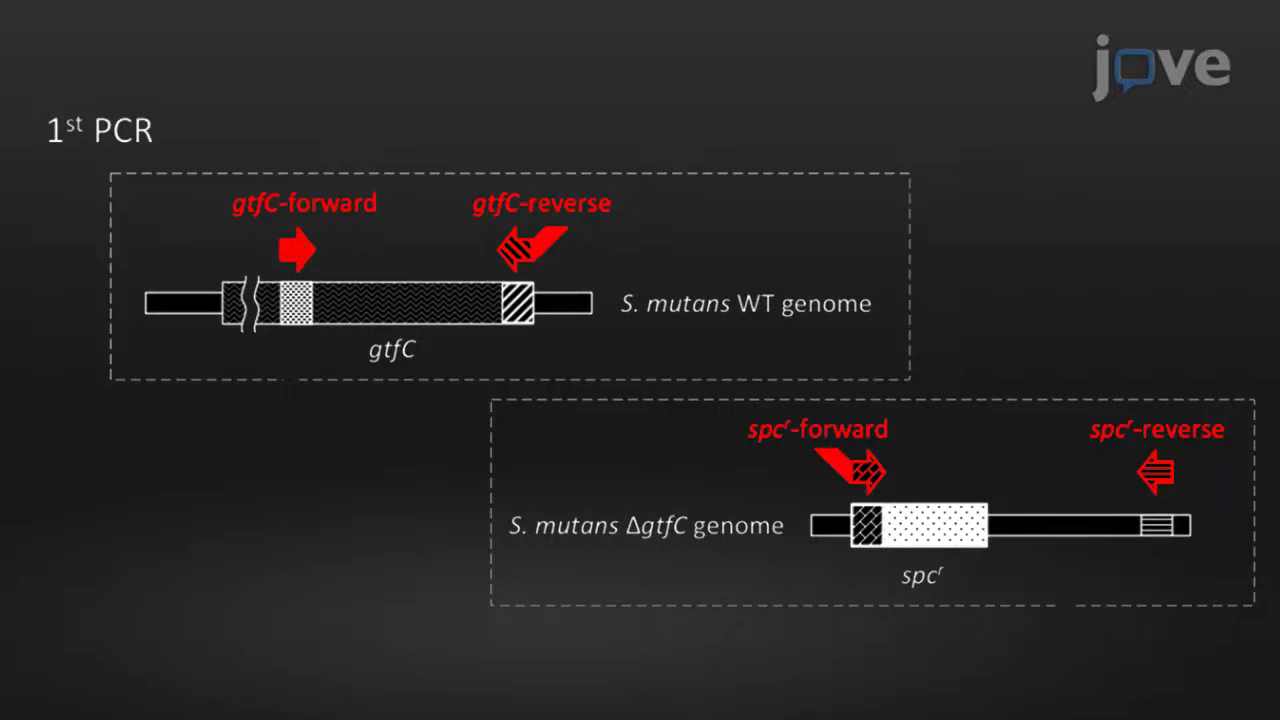 jove
1st PCR
gtfC-forward
gtfC-reverse
S. mutans WT genome
gtfC
spcr-forward
spcr-reverse
S. mutans ΔgtfC genome
spcr